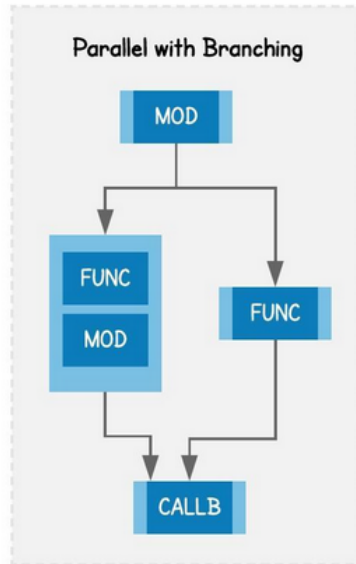 Parallel with Branching
MOD
FUNC
MOD
FUNC
CALLB